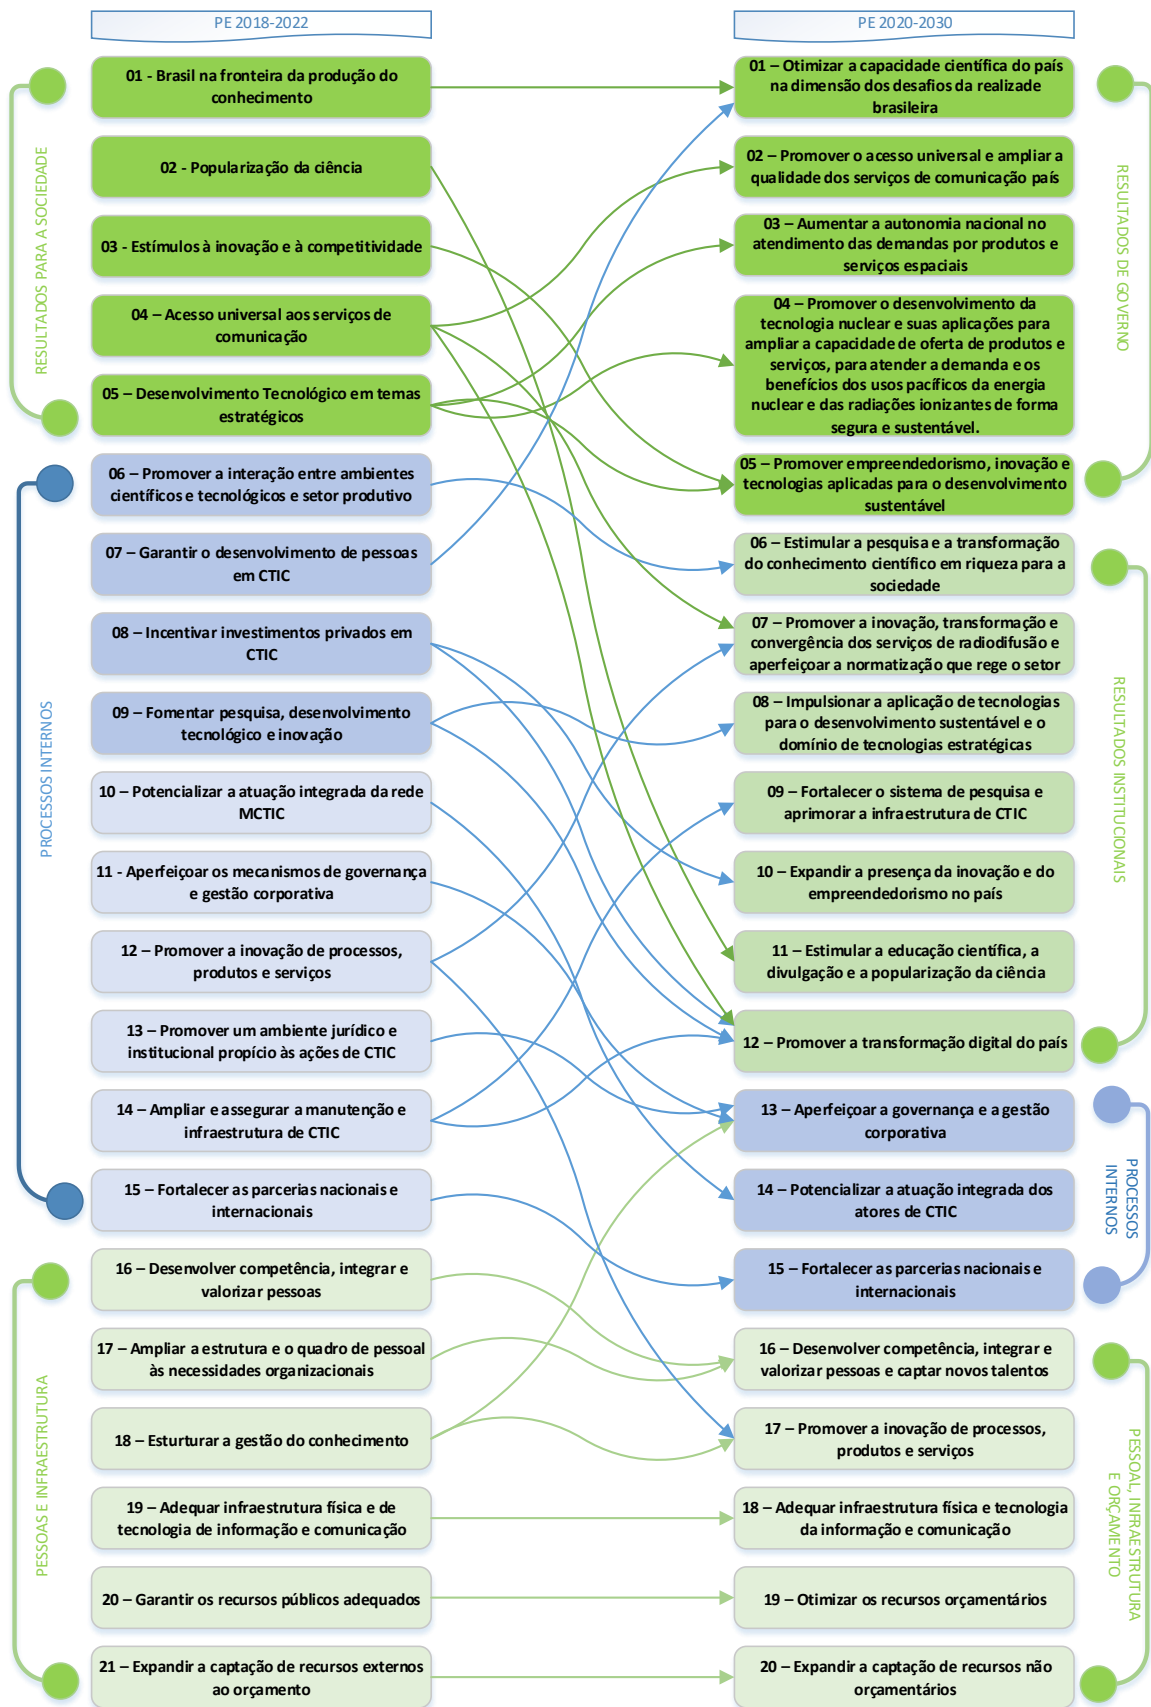 PE 2018-2022
RESULTADOS PARA A SOCIEDADE
01 - Brasil na fronteira da produção do
conhecimento
02 - Popularização da ciência
03 - Estímulos à inovação e à competitividade
04 – Acesso universal aos serviços de
comunicação
05 – Desenvolvimento Tecnológico em temas
estratégicos
PROCESSOS INTERNOS
06 – Promover a interação entre ambientes
científicos e tecnológicos e setor produtivo
07 – Garantir o desenvolvimento de pessoas
em CTIC
08 – Incentivar investimentos privados em
CTIC
09 – Fomentar pesquisa, desenvolvimento
tecnológico e inovação
10 – Potencializar a atuação integrada da rede
MCTIC
11 - Aperfeiçoar os mecanismos de governança
e gestão corporativa
12 – Promover a inovação de processos,
produtos e serviços
13 – Promover um ambiente jurídico e
institucional propício às ações de CTIC
14 – Ampliar e assegurar a manutenção e
infraestrutura de CTIC
15 – Fortalecer as parcerias nacionais e
internacionais
PESSOAS E INFRAESTRUTURA
16 – Desenvolver competência, integrar e
valorizar pessoas
17 – Ampliar a estrutura e o quadro de pessoal
às necessidades organizacionais
18 – Esturturar a gestão do conhecimento
19 – Adequar infraestrutura física e de
tecnologia de informação e comunicação
20 – Garantir os recursos públicos adequados
21 – Expandir a captação de recursos externos
ao orçamento
PE 2020-2030
RESULTADOS DE GOVERNO
01 – Otimizar a capacidade científica do país
na dimensão dos desafios da realizade
brasileira
02 – Promover o acesso universal e ampliar a
qualidade dos serviços de comunicação país
03 – Aumentar a autonomia nacional no
atendimento das demandas por produtos e
serviços espaciais
04 – Promover o desenvolvimento da
tecnologia nuclear e suas aplicações para
ampliar a capacidade de oferta de produtos e
serviços, para atender a demanda e os
benefícios dos usos pacíficos da energia
nuclear e das radiações ionizantes de forma
segura e sustentável.
05 – Promover empreendedorismo, inovação e
tecnologias aplicadas para o desenvolvimento
sustentável
RESULTADOS INSTITUCIONAIS
06 – Estimular a pesquisa e a transformação
do conhecimento científico em riqueza para a
sociedade
07 – Promover a inovação, transformação e
convergência dos serviços de radiodifusão e
aperfeiçoar a normatização que rege o setor
08 – Impulsionar a aplicação de tecnologias
para o desenvolvimento sustentável e o
domínio de tecnologias estratégicas
09 – Fortalecer o sistema de pesquisa e
aprimorar a infraestrutura de CTIC
10 – Expandir a presença da inovação e do
empreendedorismo no país
11 – Estimular a educação científica, a
divulgação e a popularização da ciência
12 – Promover a transformação digital do país
PROCESSOS
INTERNOS
13 – Aperfeiçoar a governança e a gestão
corporativa
14 – Potencializar a atuação integrada dos
atores de CTIC
15 – Fortalecer as parcerias nacionais e
internacionais
PESSOAL, INFRAESTRUTURA
E ORÇAMENTO
16 – Desenvolver competência, integrar e
valorizar pessoas e captar novos talentos
17 – Promover a inovação de processos,
produtos e serviços
18 – Adequar infraestrutura física e tecnologia
da informação e comunicação
19 – Otimizar os recursos orçamentários
20 – Expandir a captação de recursos não
orçamentários